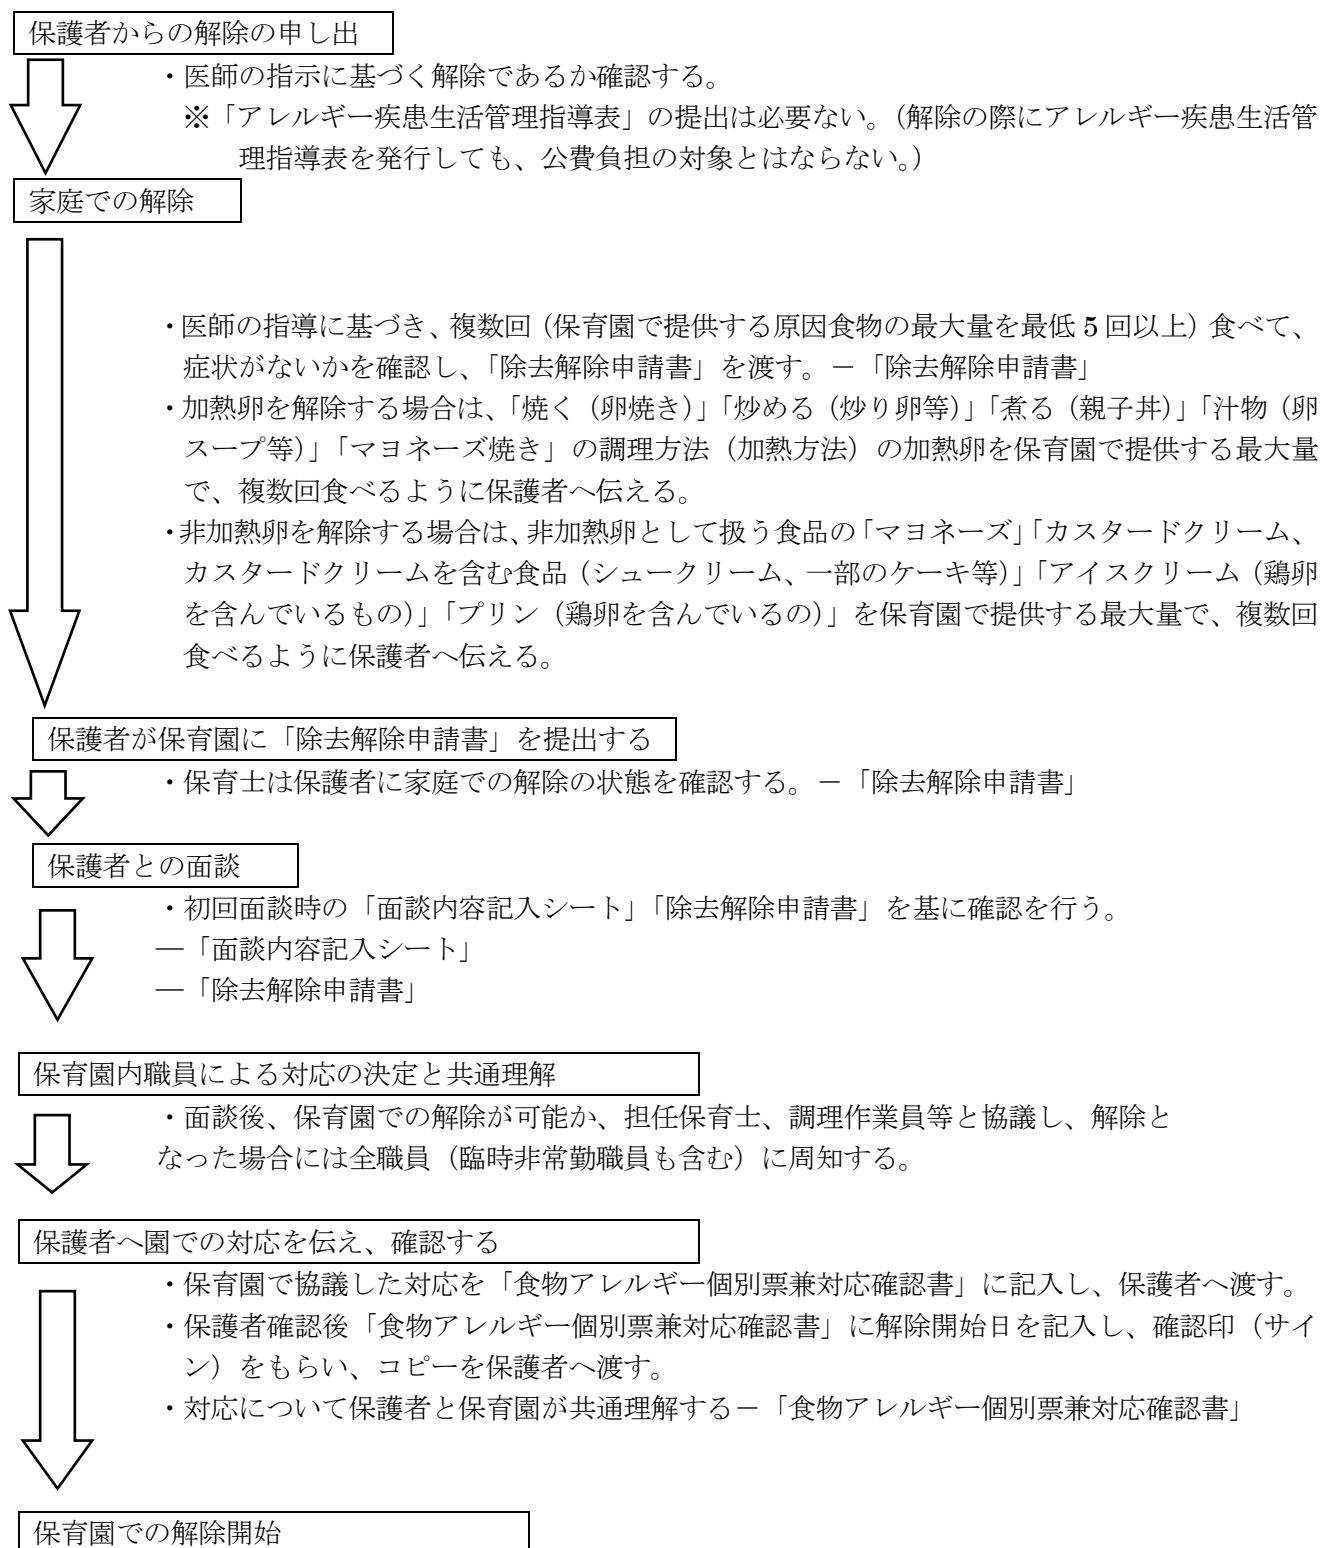 保護者からの解除の申し出
・医師の指示に基づく解除であるか確認する。
※「アレルギー疾患生活管理指導表」の提出は必要ない。(解除の際にアレルギー疾患生活管
理指導表を発行しても、公費負担の対象とはならない。)
家庭での解除
・医師の指導に基づき、複数回（保育園で提供する原因食物の最大量を最低 5 回以上）食べて、
症状がないかを確認し、「除去解除申請書」を渡す。－「除去解除申請書」
・加熱卵を解除する場合は、「焼く（卵焼き）」「炒める（炒り卵等）」「煮る（親子丼）」「汁物（卵
スープ等）」「マヨネーズ焼き」の調理方法（加熱方法）の加熱卵を保育園で提供する最大量
で、複数回食べるように保護者へ伝える。
・非加熱卵を解除する場合は、非加熱卵として扱う食品の「マヨネーズ」「カスタードクリーム、
カスタードクリームを含む食品（シュークリーム、一部のケーキ等）」「アイスクリーム（鶏卵
を含んでいるもの）」「プリン（鶏卵を含んでいるの）」を保育園で提供する最大量で、複数回
食べるように保護者へ伝える。
保護者が保育園に「除去解除申請書」を提出する
・保育士は保護者に家庭での解除の状態を確認する。－「除去解除申請書」
保護者との面談
・初回面談時の「面談内容記入シート」「除去解除申請書」を基に確認を行う。
―「面談内容記入シート」
―「除去解除申請書」
保育園内職員による対応の決定と共通理解
・面談後、保育園での解除が可能か、担任保育士、調理作業員等と協議し、解除と
なった場合には全職員（臨時非常勤職員も含む）に周知する。
保護者へ園での対応を伝え、確認する
・保育園で協議した対応を「食物アレルギー個別票兼対応確認書」に記入し、保護者へ渡す。
・保護者確認後「食物アレルギー個別票兼対応確認書」に解除開始日を記入し、確認印（サイ
ン）をもらい、コピーを保護者へ渡す。
・対応について保護者と保育園が共通理解する－「食物アレルギー個別票兼対応確認書」
保育園での解除開始